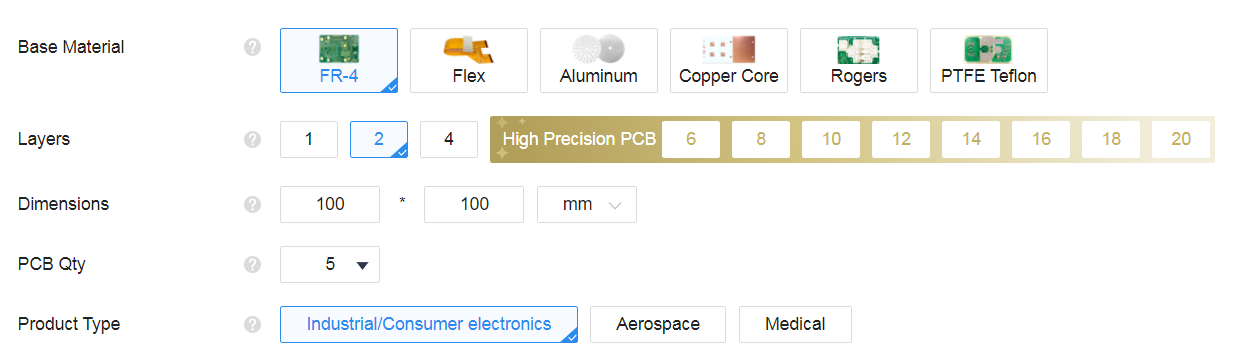 Base Material ? FR-4 Flex Aluminum Copper Core Rogers PTFE Teflon
Layers ? 1 2 4 High Precision PCB 6 8 10 12 14 16 18 20
Dimensions ? 100 * 100 mm
PCB Qty ? 5
Product Type ? Industrial/Consumer electronics Aerospace Medical